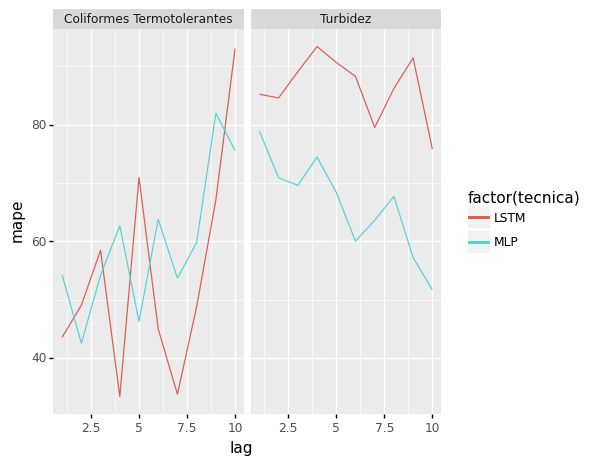 Coliformes Termotolerantes
Turbidez
mape
80
60
40
2.5 5 7.5 10
2.5 5 7.5 10
lag
factor(tecnica)
LSTM
MLP